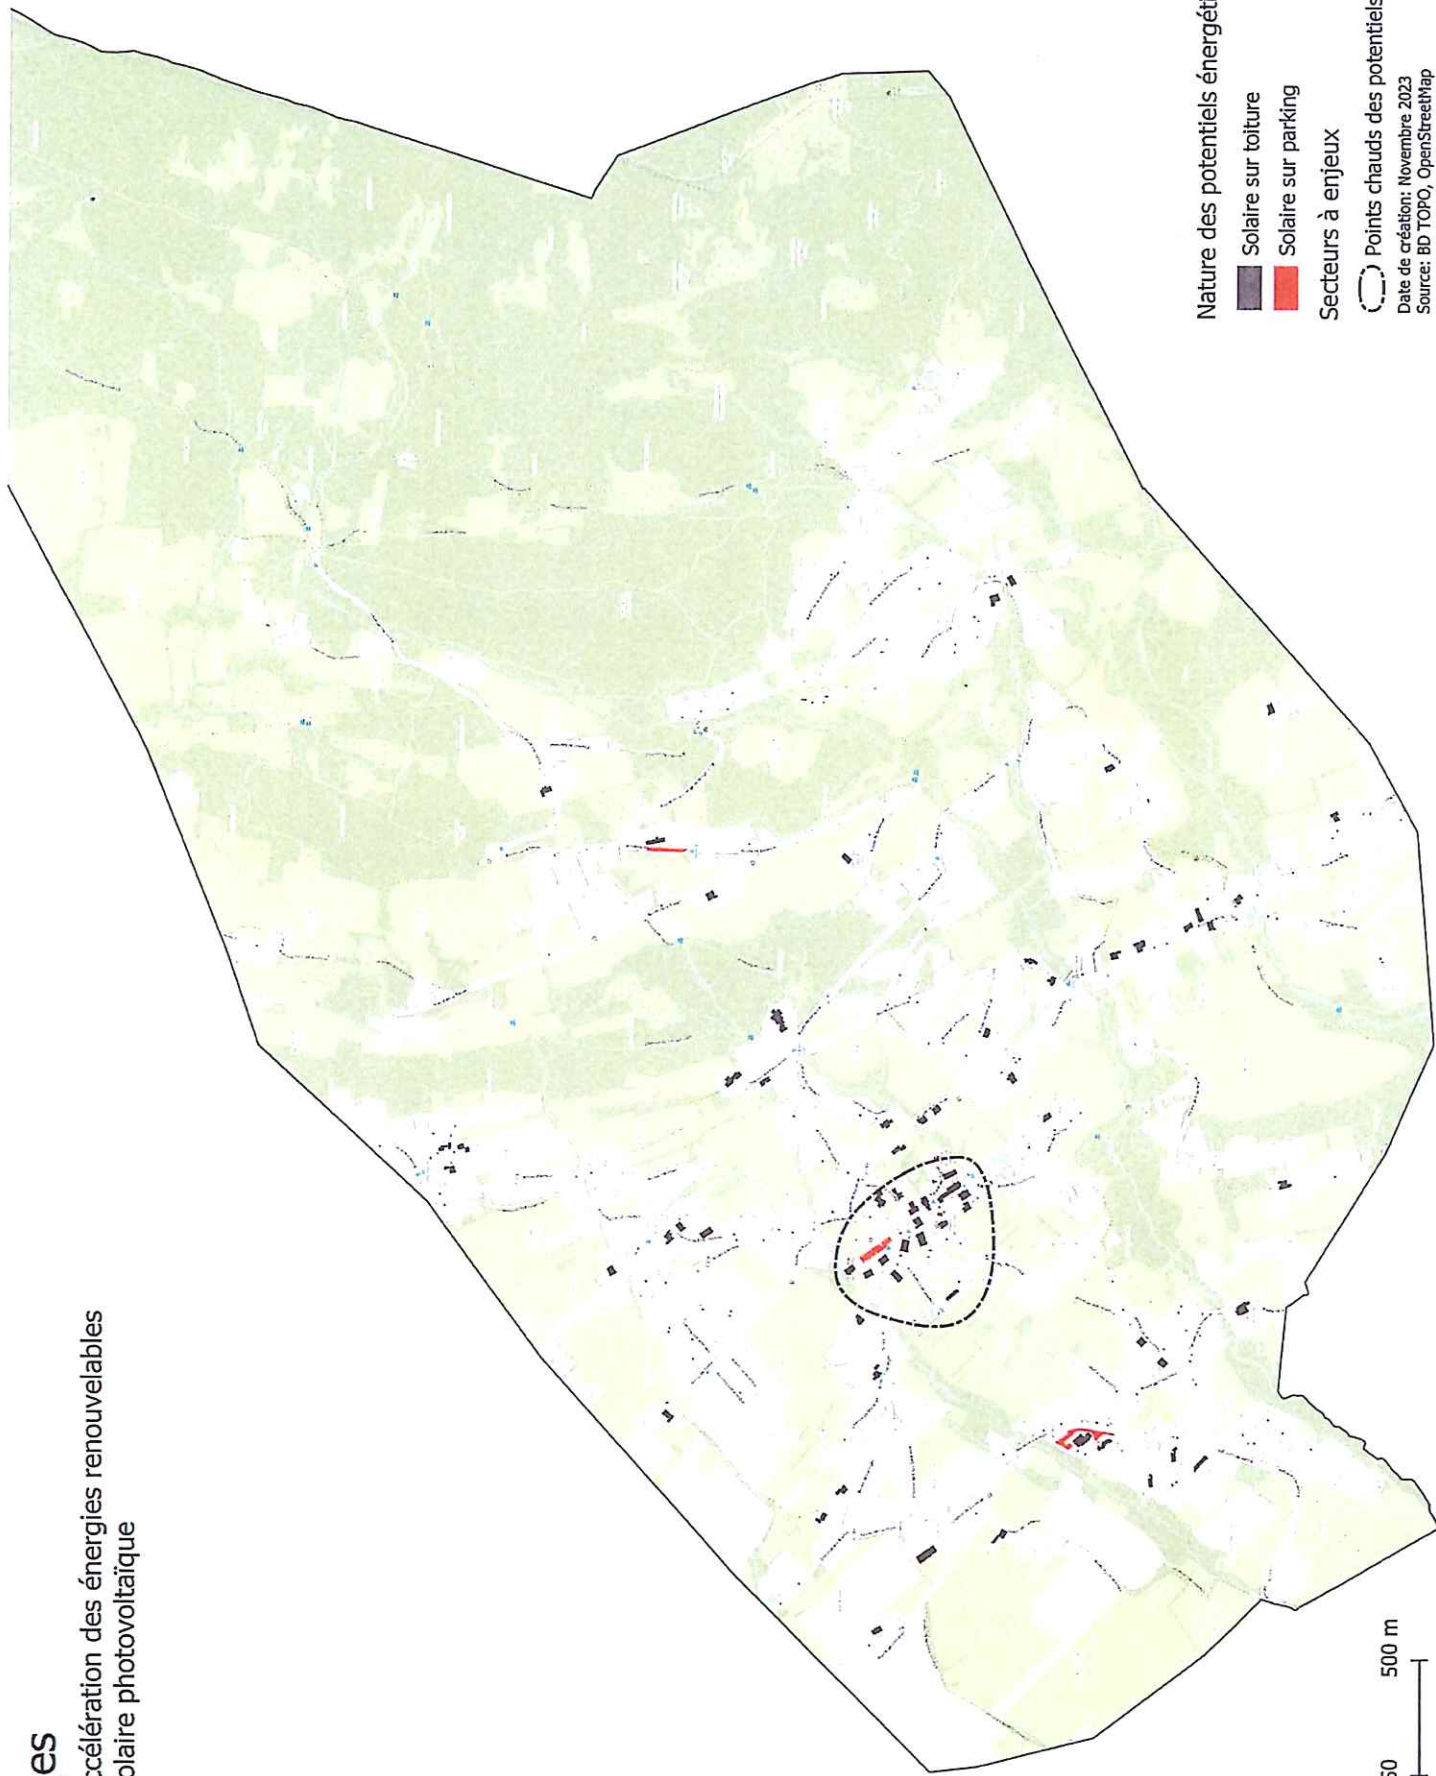 es
ccélération des énergies renouvelables
olaire photovoltaïque
Nature des potentiels énergéti
Solaire sur toiture
Solaire sur parking
Secteurs à enjeux
Points chauds des potentiels
Date de création: Novembre 2023
Source: BD TOPO, OpenStreetMap
50
500 m